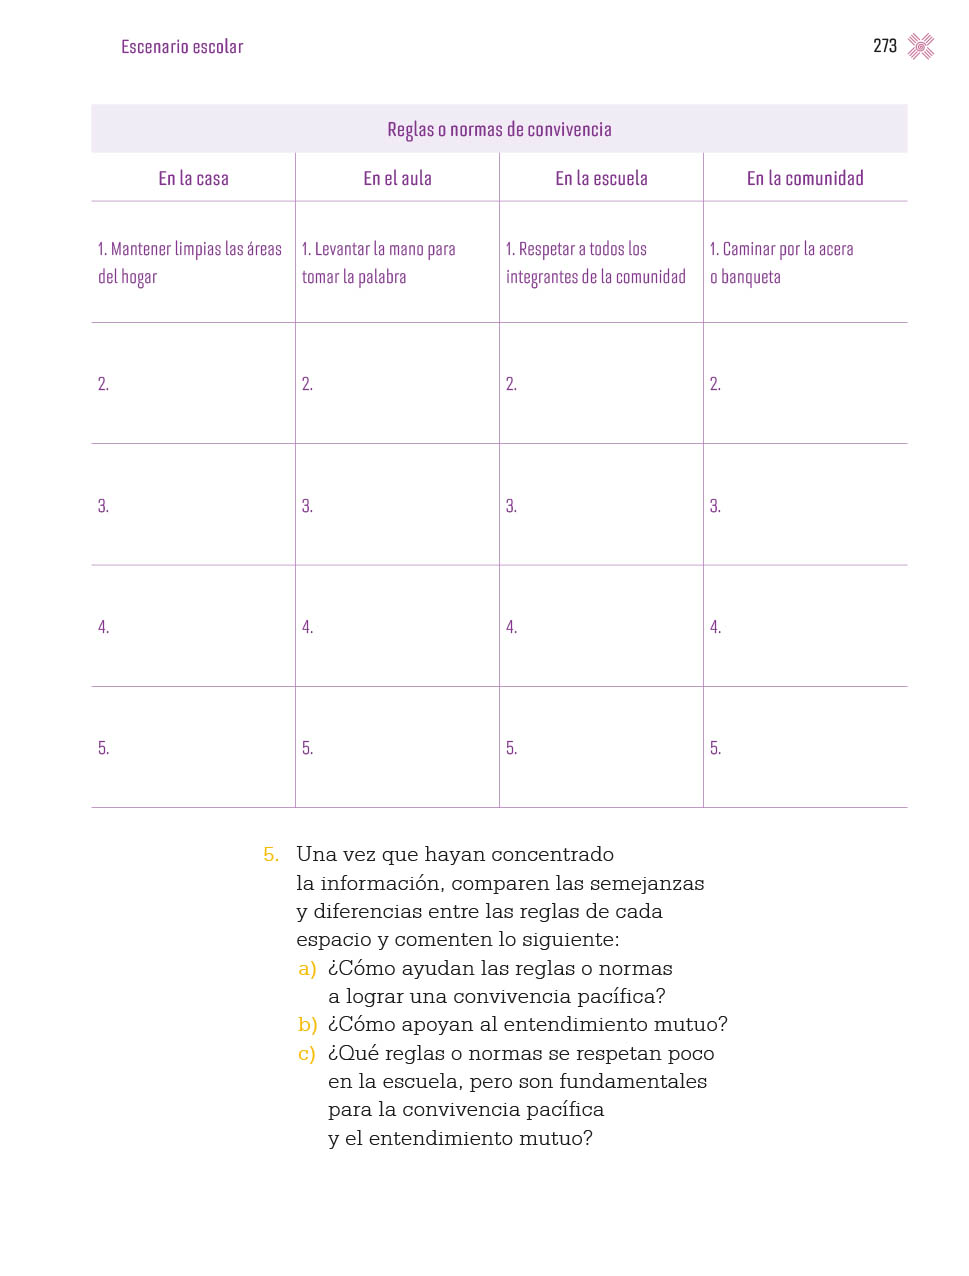 Escenario escolar
273
Reglas o normas de convivencia
En la casa
En el aula
En la escuela
En la comunidad
1. Mantener limpias las áreas
del hogar
1. Levantar la mano para
tomar la palabra
1. Respetar a todos los
integrantes de la comunidad
1. Caminar por la acera
o banqueta
2.
2.
2.
2.
3.
3.
3.
3.
4.
4.
4.
4.
5.
5.
5.
5.
5. Una vez que hayan concentrado
la información, comparen las semejanzas
y diferencias entre las reglas de cada
espacio y comenten lo siguiente:
a) ¿Cómo ayudan las reglas o normas
a lograr una convivencia pacífica?
b) ¿Cómo apoyan al entendimiento mutuo?
c) ¿Qué reglas o normas se respetan poco
en la escuela, pero son fundamentales
para la convivencia pacífica
y el entendimiento mutuo?